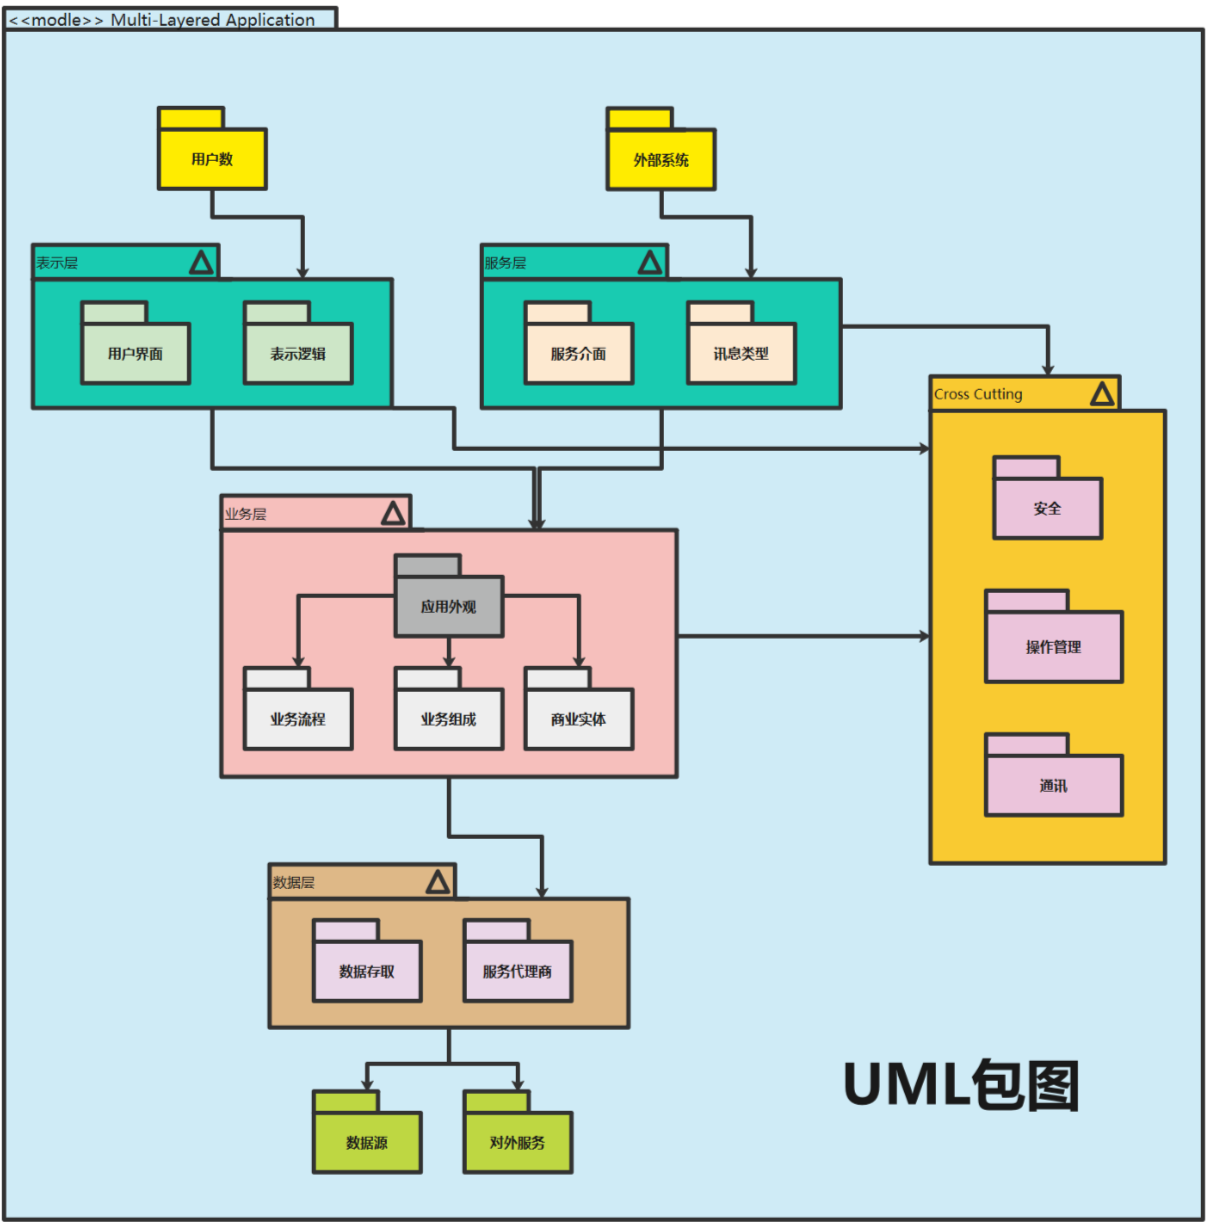 <<modle>> Multi-Layered Application
用户数
外部系统
表示层
服务层
用户界面
表示逻辑
服务介面
讯息类型
Cross Cutting
安全
业务层
应用外观
操作管理
业务流程
业务组成
商业实体
通讯
数据层
数据存取
服务代理商
UML包图
数据源
对外服务